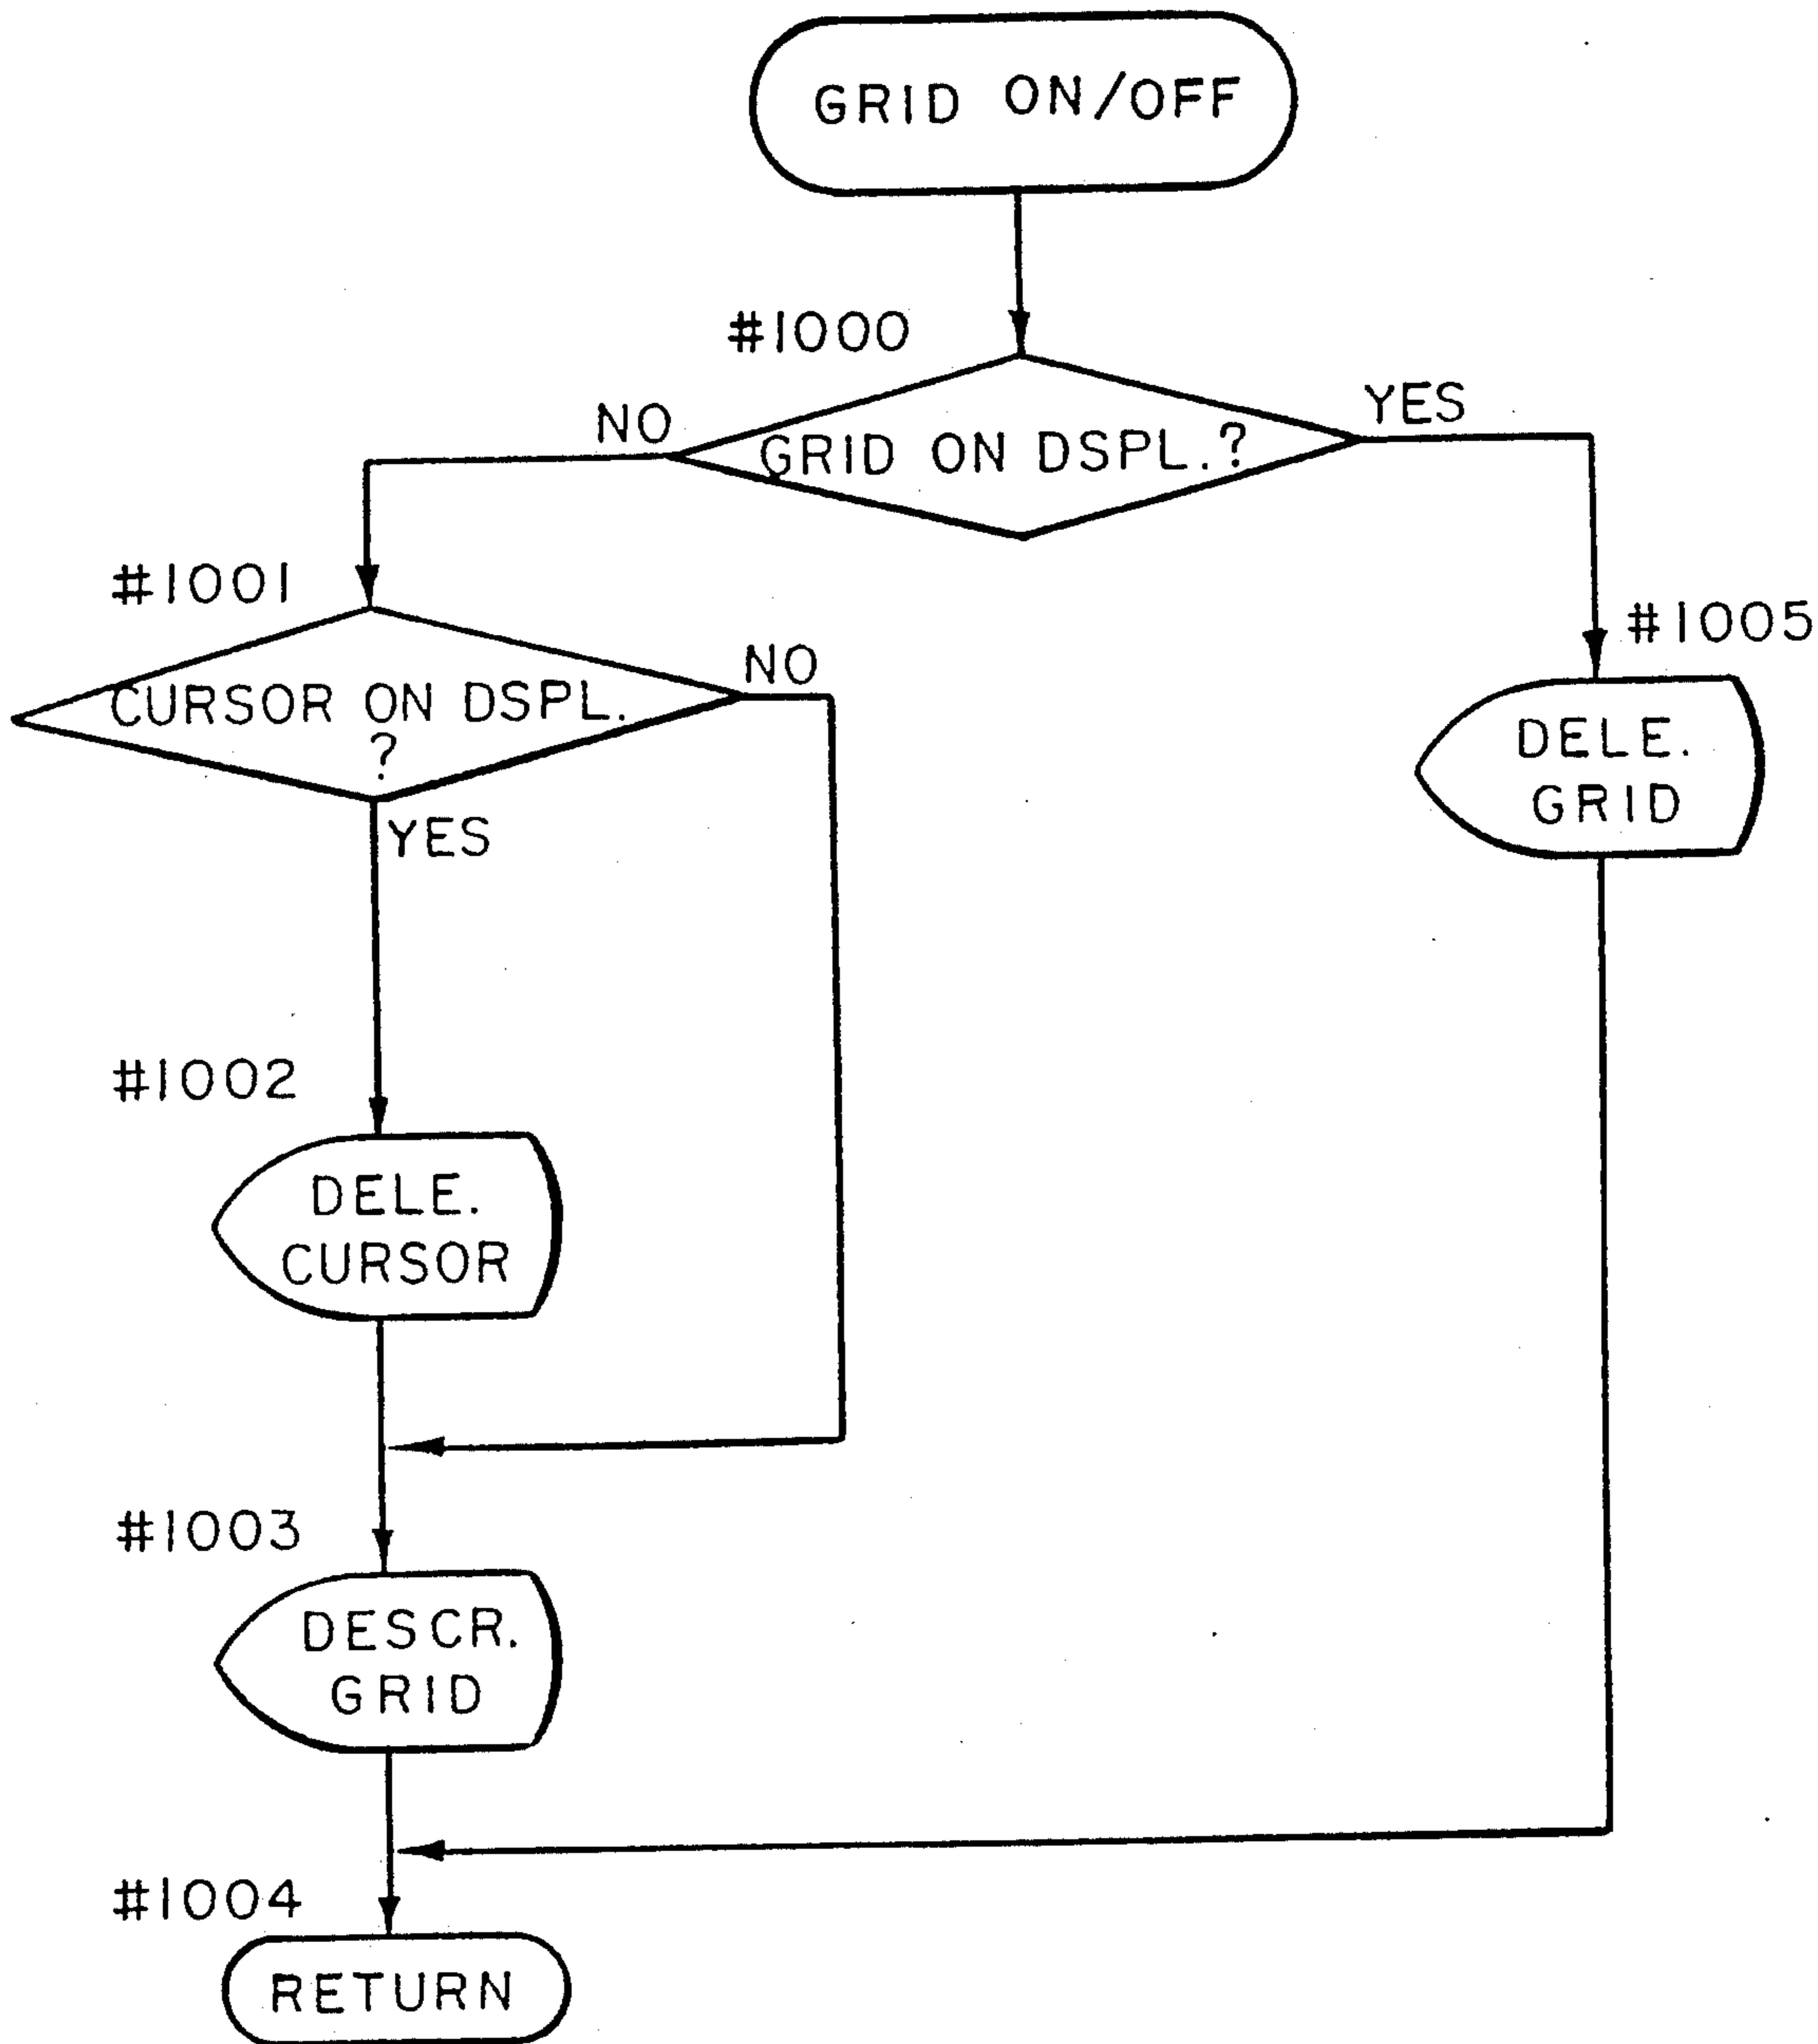 GRID ON/OFF
#1000
NO
YES
GRID ON DSPL.?
#1001
#1005
NO
CURSOR ON DSPL.
?
DELE.
GRID
YES
#1002
DELE.
CURSOR
#1003
DESCR.
GRID
#1004
RETURN